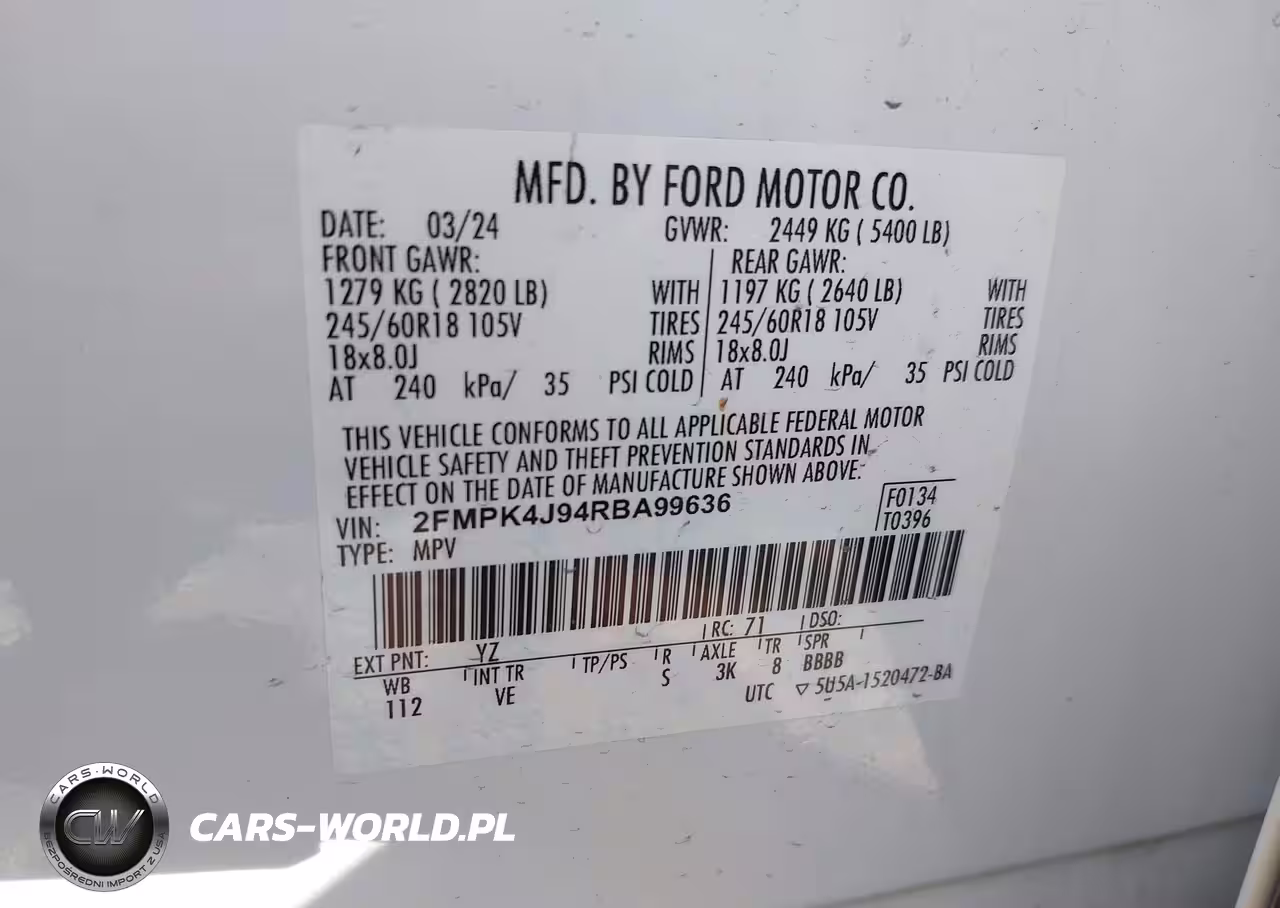 MFD. BY FORD MOTOR CO.
DATE: 03/24 GVWR: 2449 KG ( 5400 LB)
FRONT GAWR: REAR GAWR:
1279 KG ( 2820 LB) WITH 1197 KG ( 2640 LB) WITH
245/60R18 105V TIRES 245/60R18 105V TIRES
18x8.0J RIMS 18x8.0J RIMS
AT 240 kPa/ 35 PSI COLD AT 240 kPa/ 35 PSI COLD
THIS VEHICLE CONFORMS TO ALL APPLICABLE FEDERAL MOTOR
VEHICLE SAFETY AND THEFT PREVENTION STANDARDS IN
EFFECT ON THE DATE OF MANUFACTURE SHOWN ABOVE.
VIN: 2FMPK4J94RBA99636 F0134
TYPE: MPV T0396
EXT PNT: YZ RC: 71 DSO:
WB INT TR TP/PS R AXLE TR SPR
112 VE S 3K 8 BBBB
UTC ▽ 5U5A-1520472-BA
CARS-WORLD
CW
BEZPOŚREDNI IMPORT Z USA
CARS-WORLD.PL